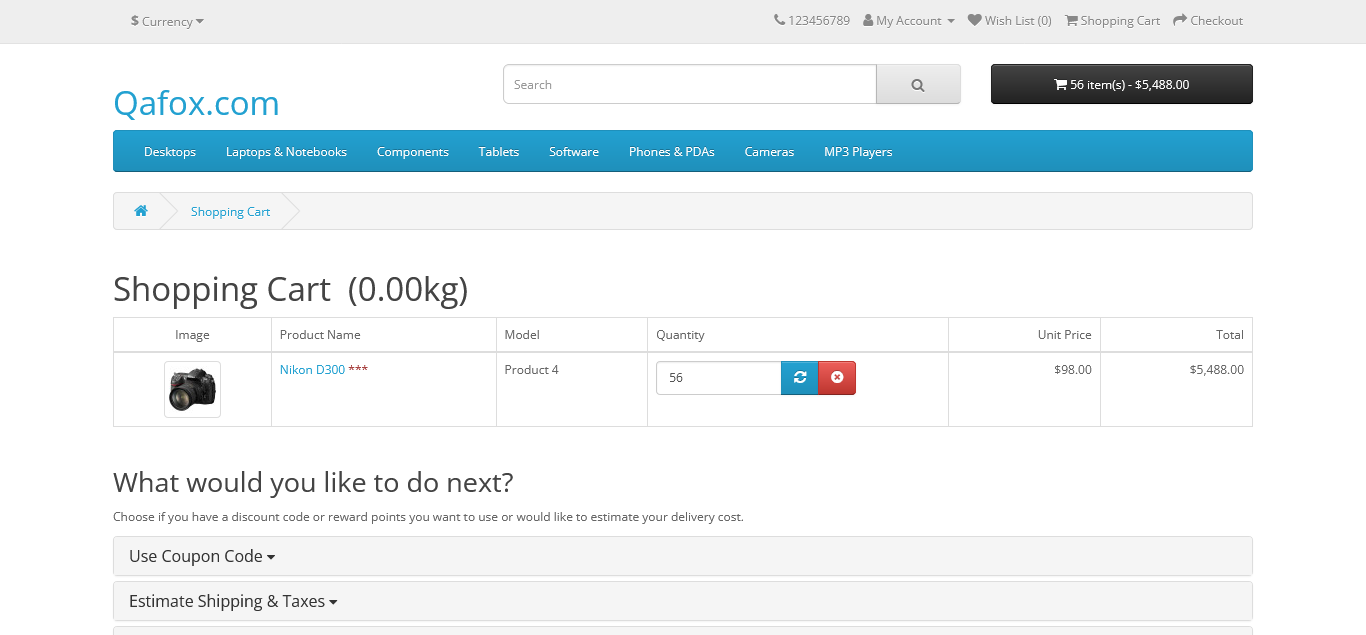 $ Currency
123456789 My Account Wish List (0) Shopping Cart Checkout
Qafox.com
Search
56 item(s) - $5,488.00
Desktops Laptops & Notebooks Components Tablets Software Phones & PDAs Cameras MP3 Players
Shopping Cart
Shopping Cart (0.00kg)
Image Product Name Model Quantity Unit Price Total
Nikon D300 *** Product 4 56 $98.00 $5,488.00
What would you like to do next?
Choose if you have a discount code or reward points you want to use or would like to estimate your delivery cost.
Use Coupon Code
Estimate Shipping & Taxes